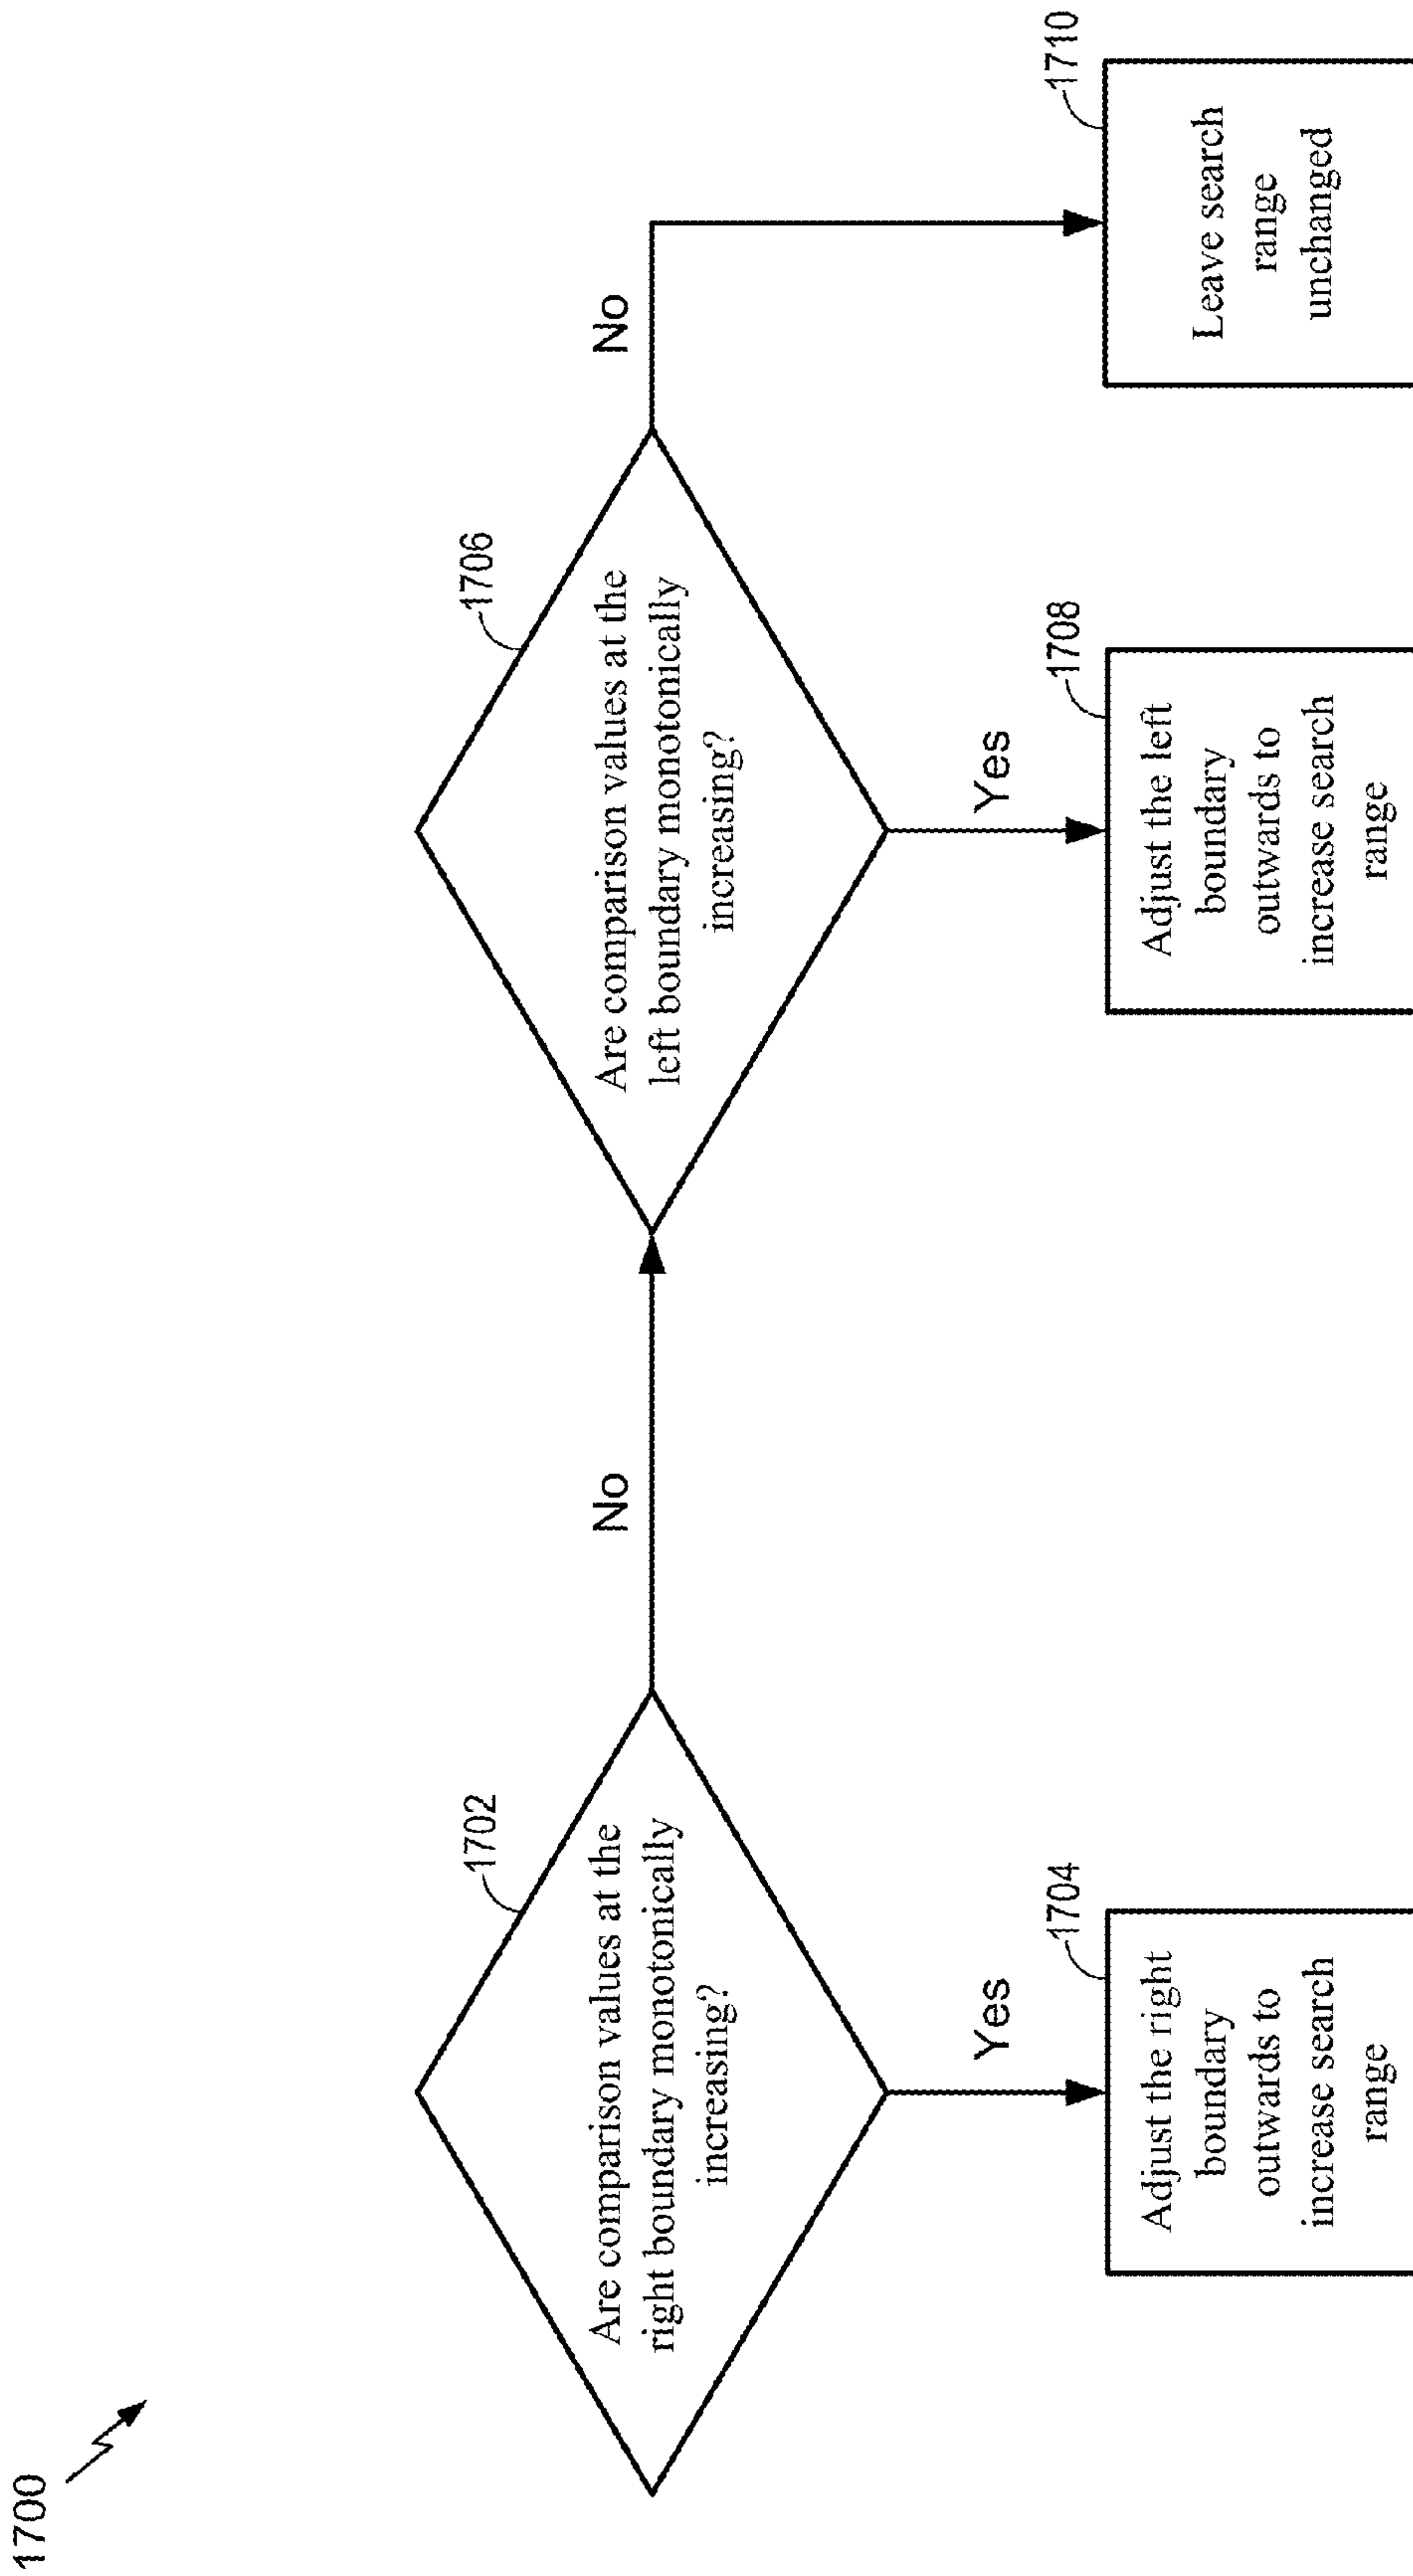 1700
1702
Are comparison values at the
right boundary monotonically
increasing?
No
1706
Are comparison values at the
left boundary monotonically
increasing?
No
Yes
1704
Adjust the right
boundary
outwards to
increase search
range
Yes
1708
Adjust the left
boundary
outwards to
increase search
range
1710
Leave search
range
unchanged